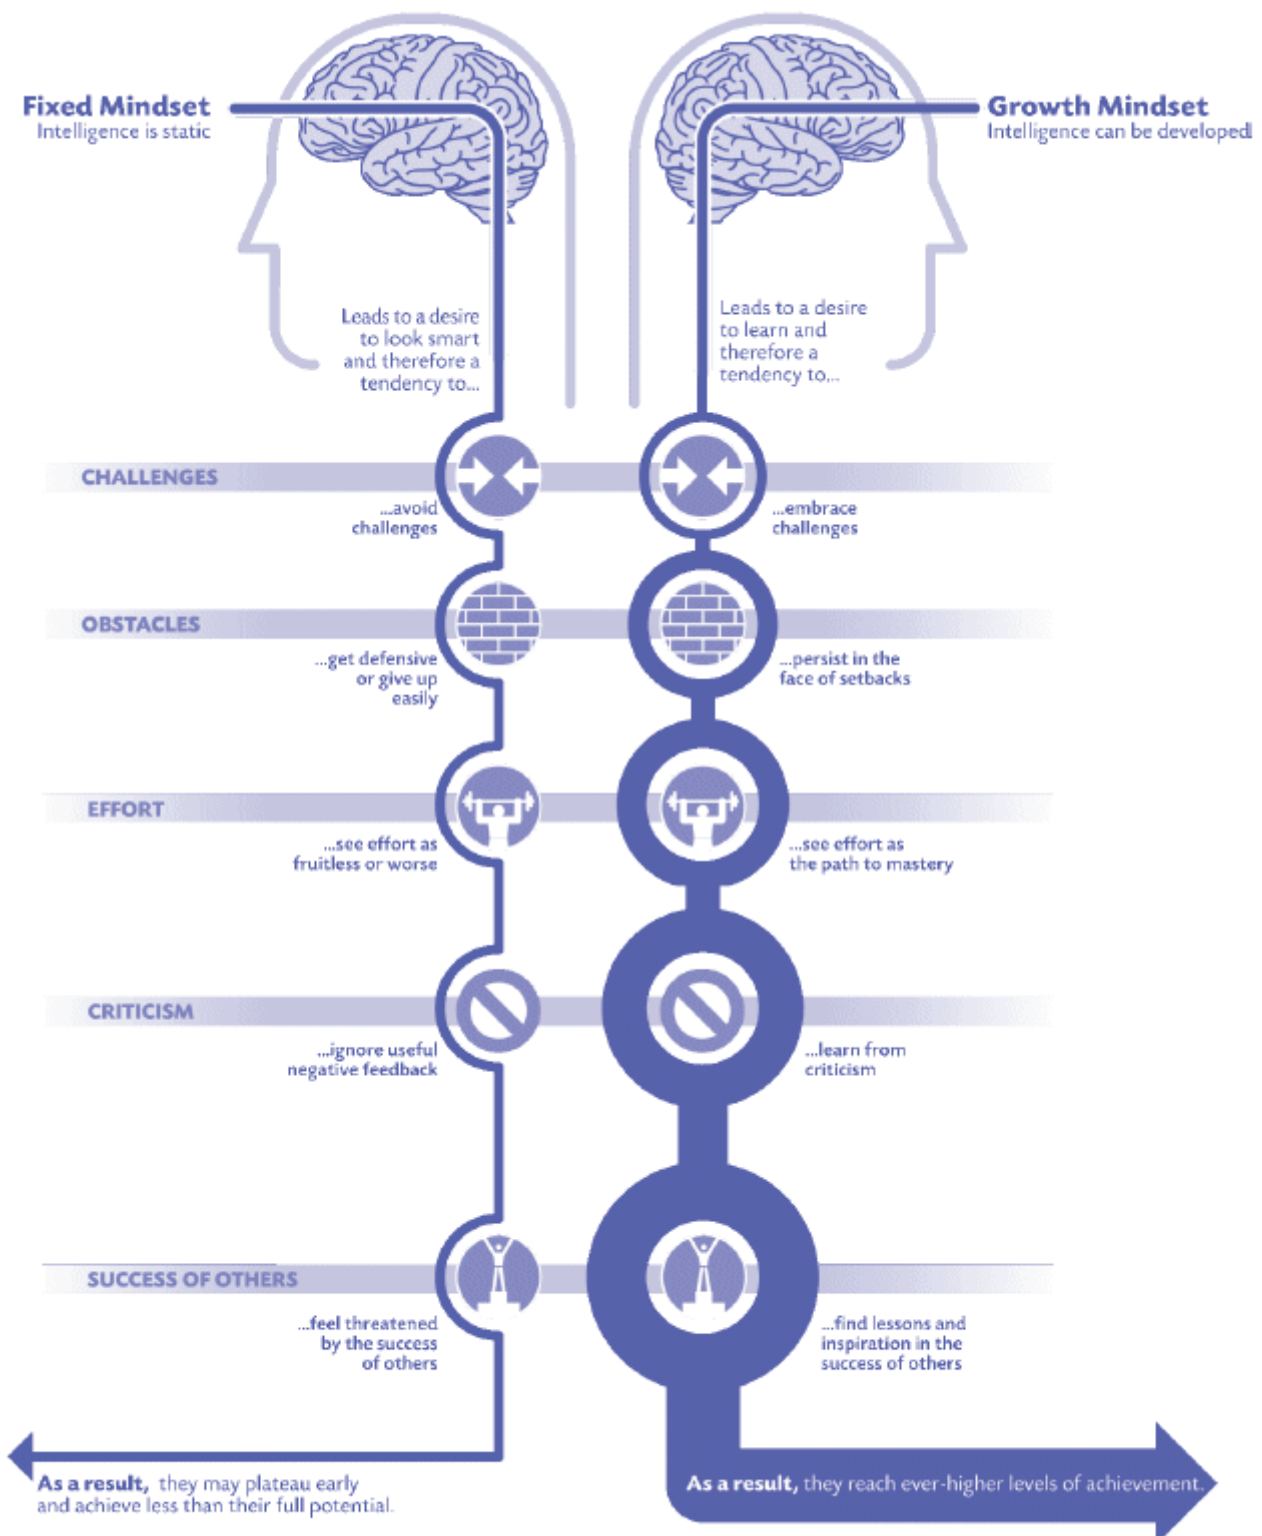 Fixed Mindset
Intelligence is static
Growth Mindset
Intelligence can be developed
Leads to a desire
to look smart
and therefore a
tendency to...
Leads to a desire
to learn and
therefore a
tendency to...
CHALLENGES
...avoid
challenges
...embrace
challenges
OBSTACLES
...get defensive
or give up
easily
...persist in the
face of setbacks
EFFORT
...see effort as
fruitless or worse
...see effort as
the path to mastery
CRITICISM
...ignore useful
negative feedback
...learn from
criticism
SUCCESS OF OTHERS
...feel threatened
by the success
of others
...find lessons and
inspiration in the
success of others
As a result, they may plateau early
and achieve less than their full potential.
As a result, they reach ever-higher levels of achievement.